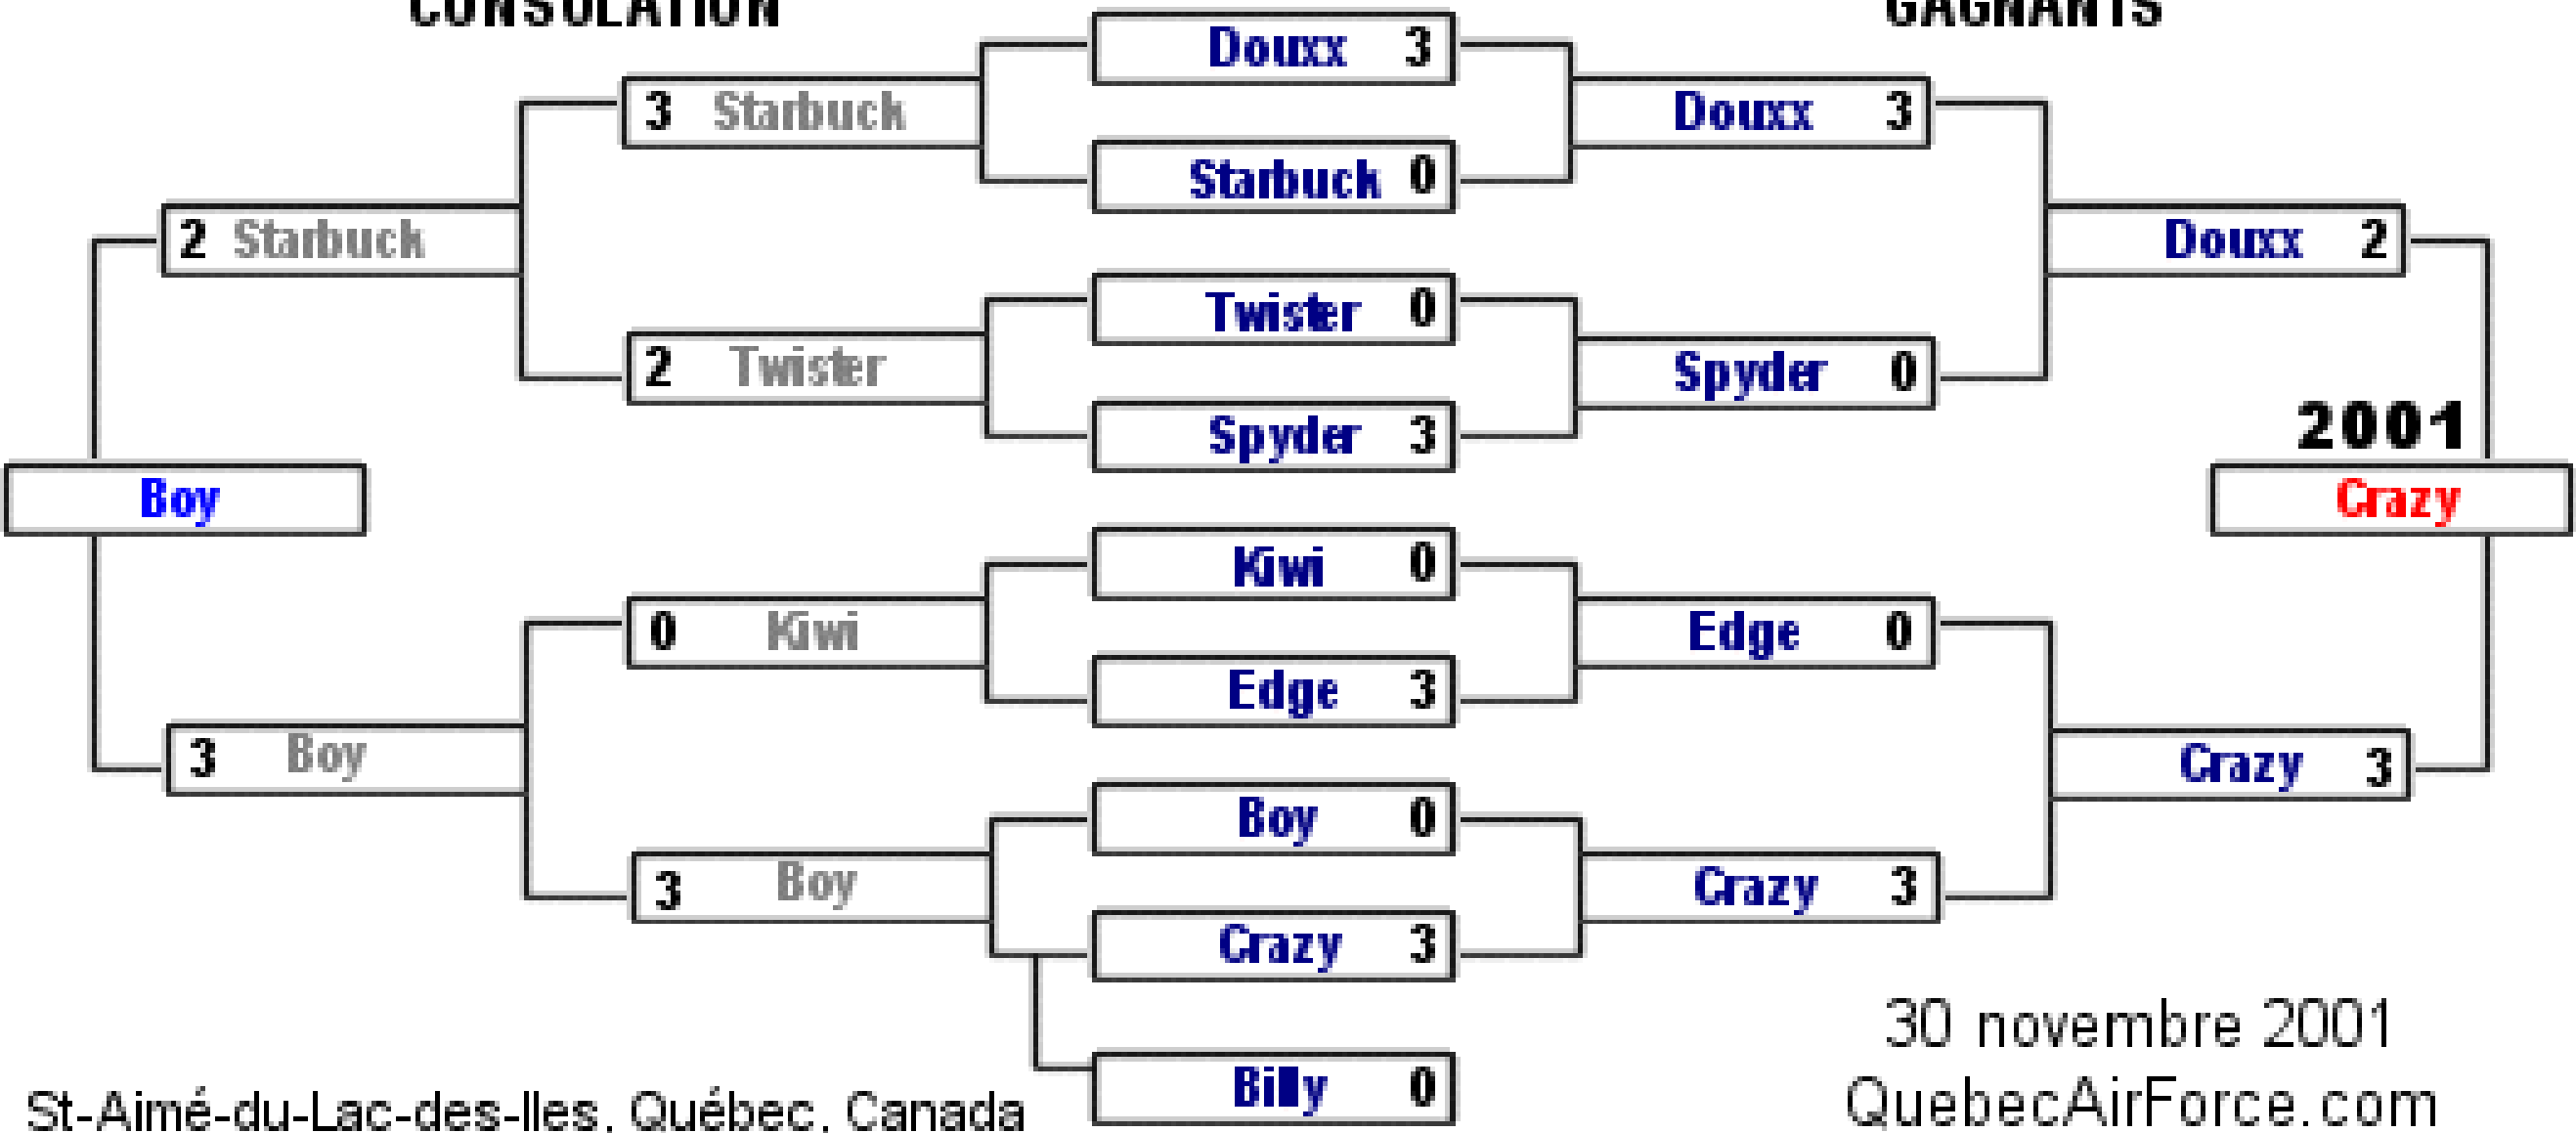 CONSOLATION
GAGNANTS
Douxx 3
3 Starbuck
Douxx 3
Starbuck 0
2 Starbuck
Douxx 2
Twister 0
2 Twister
Spyder 0
Spyder 3
2001
Boy
Crazy
Kiwi 0
0 Kiwi
Edge 0
Edge 3
3 Boy
Crazy 3
Boy 0
3 Boy
Crazy 3
Crazy 3
30 novembre 2001
Billy 0
QuebecAirForce.com
St-Aimé-du-Lac-des-Iles, Québec, Canada